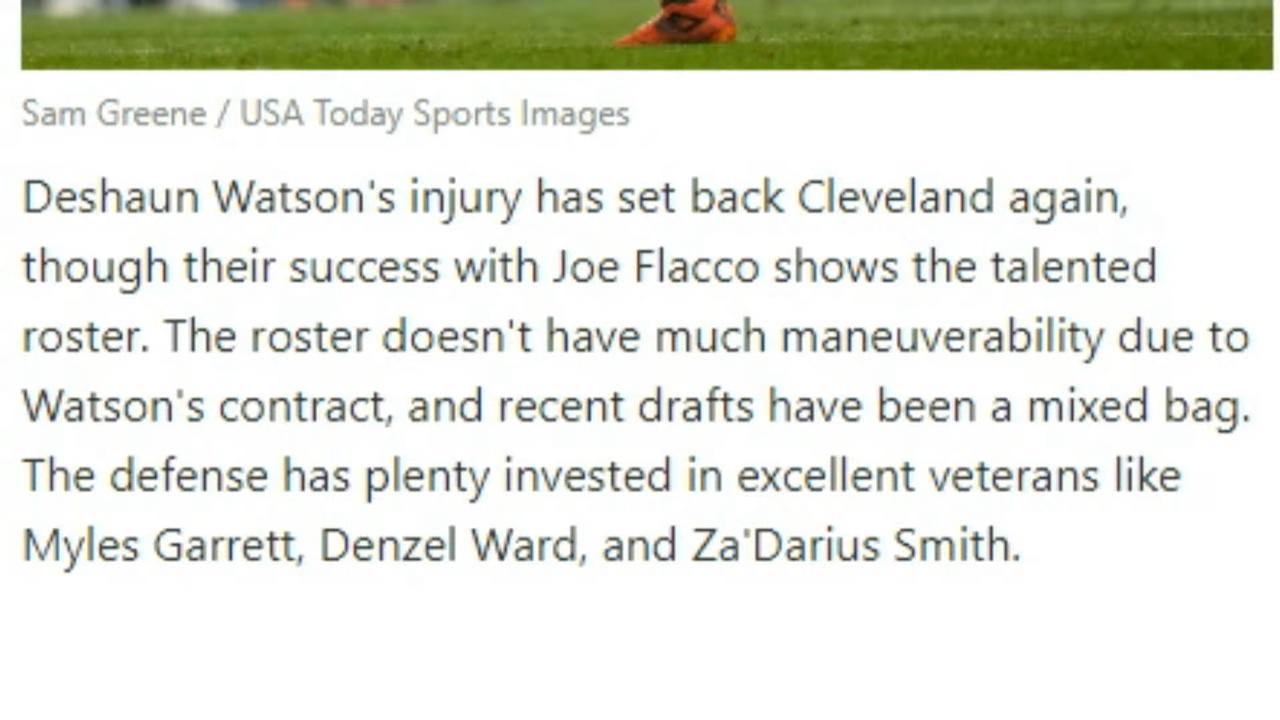 Sam Greene / USA Today Sports Images
Deshaun Watson's injury has set back Cleveland again,
though their success with Joe Flacco shows the talented
roster. The roster doesn't have much maneuverability due to
Watson's contract, and recent drafts have been a mixed bag.
The defense has plenty invested in excellent veterans like
Myles Garrett, Denzel Ward, and Za'Darius Smith.